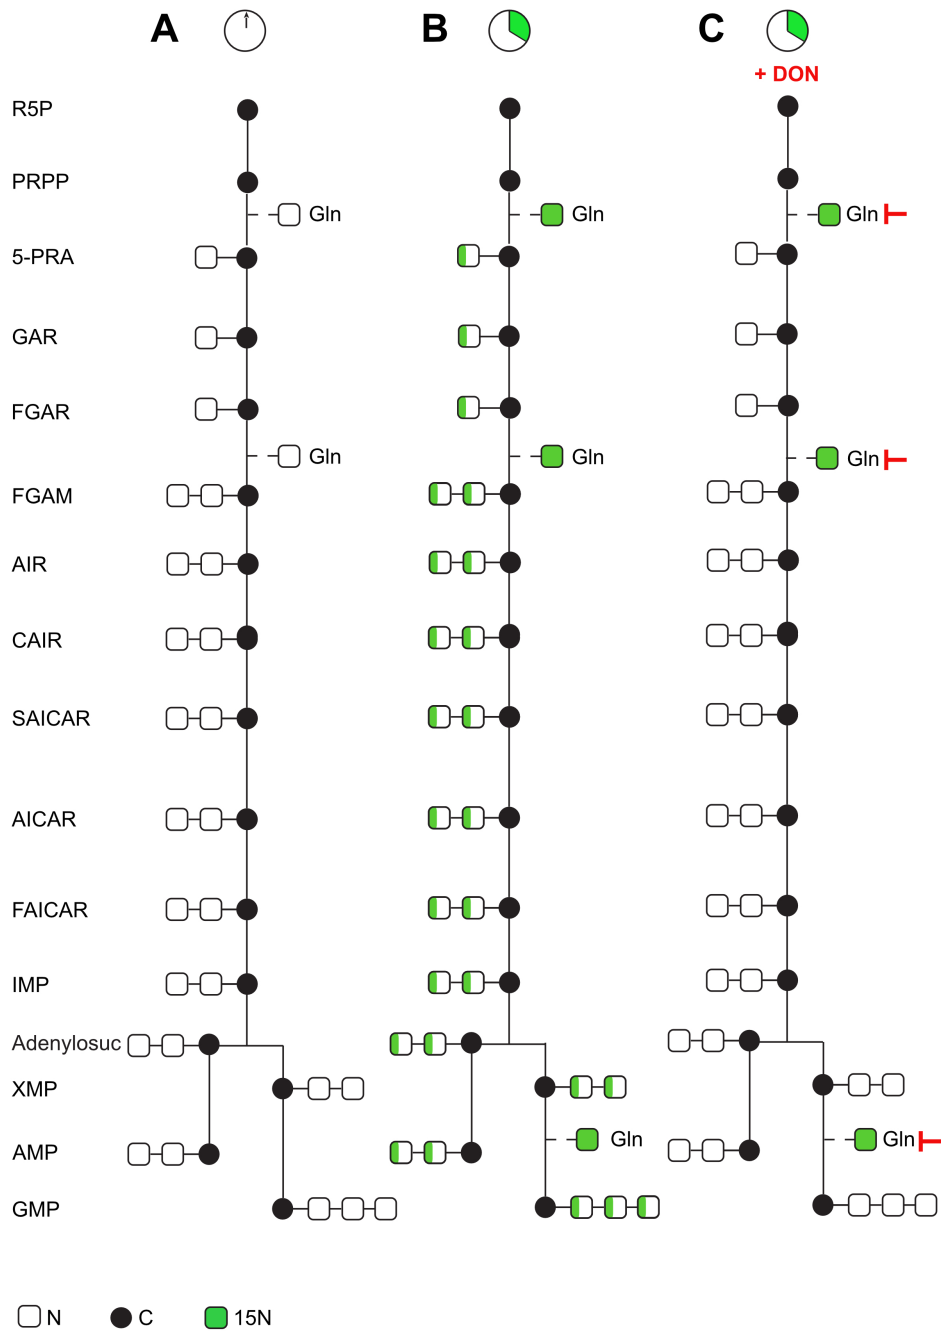 A B C
+ DON
R5P
PRPP
Gln Gln Gln
5-PRA
GAR
FGAR
Gln Gln Gln
FGAM
AIR
CAIR
SAICAR
AICAR
FAICAR
IMP
Adenylosuc
XMP
Gln Gln
AMP
GMP
N C 15N